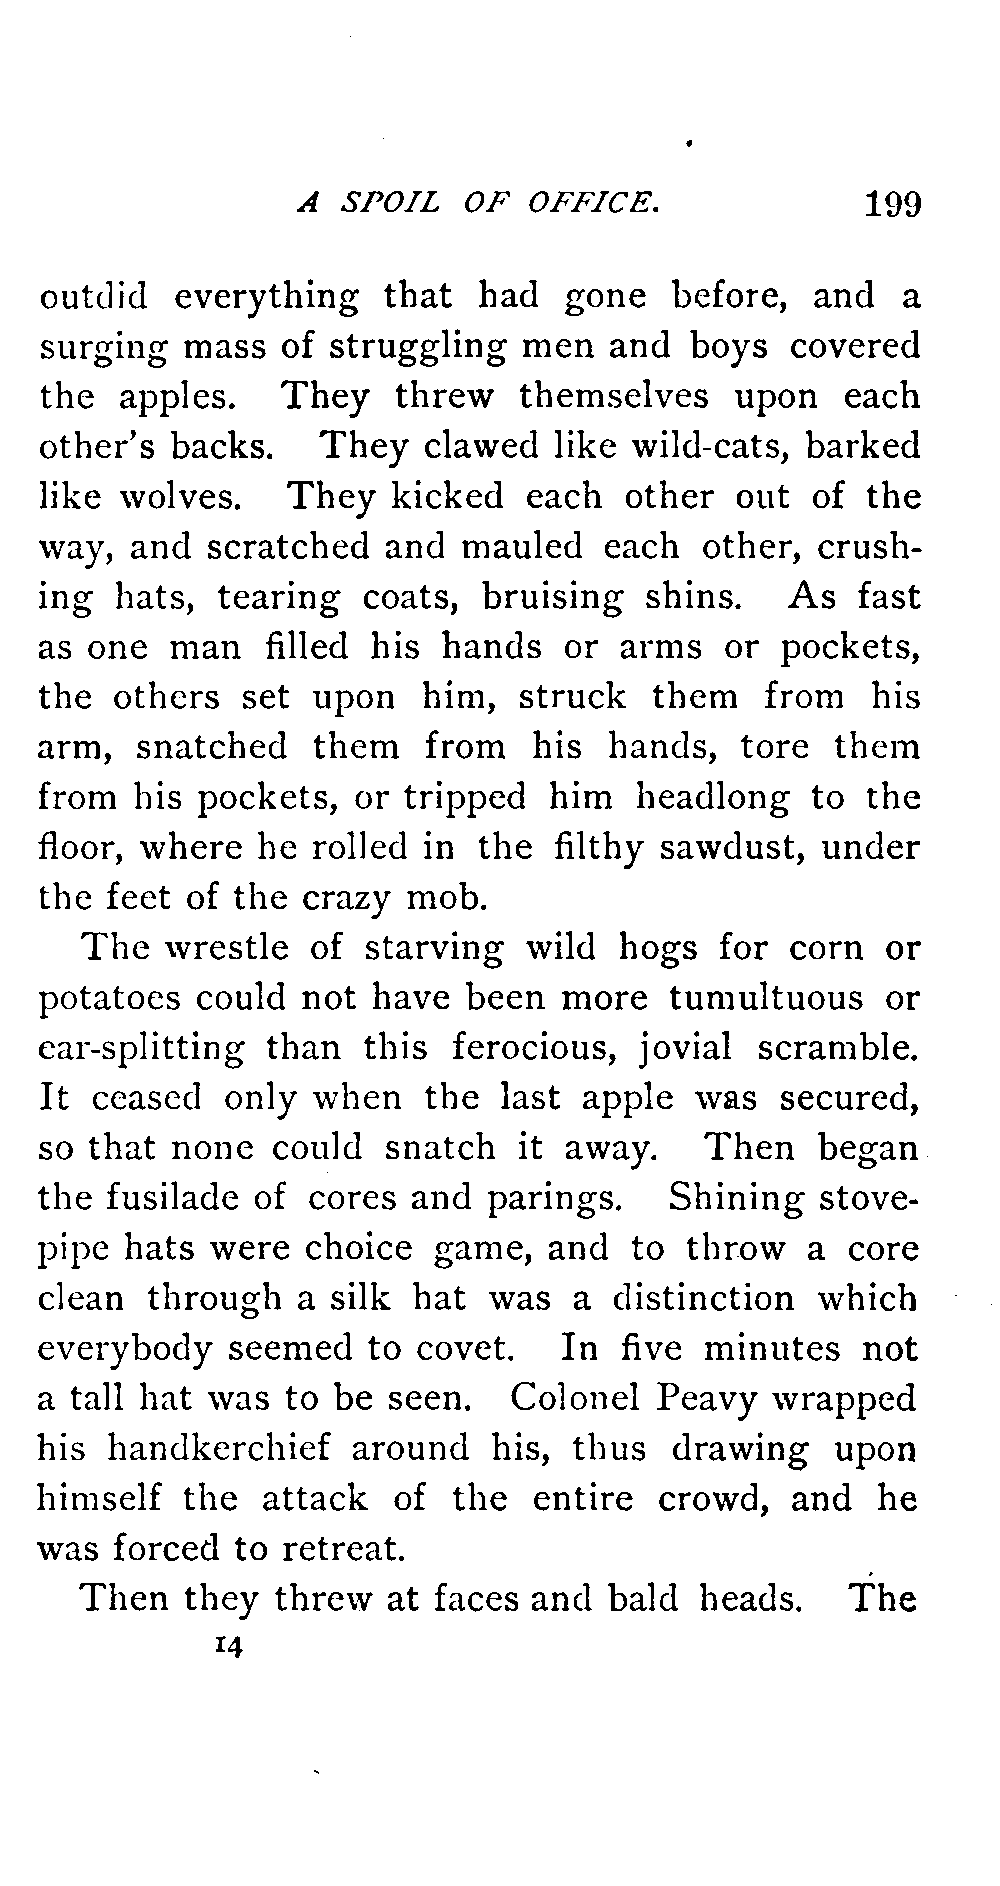 A SPOIL OF OFFICE. 199
outdid everything that had gone before, and a
surging mass of struggling men and boys covered
the apples. They threw themselves upon each
other's backs. They clawed like wild-cats, barked
like wolves. They kicked each other out of the
way, and scratched and mauled each other, crush-
ing hats, tearing coats, bruising shins. As fast
as one man filled his hands or arms or pockets,
the others set upon him, struck them from his
arm, snatched them from his hands, tore them
from his pockets, or tripped him headlong to the
floor, where he rolled in the filthy sawdust, under
the feet of the crazy mob.
The wrestle of starving wild hogs for corn or
potatoes could not have been more tumultuous or
ear-splitting than this ferocious, jovial scramble.
It ceased only when the last apple was secured,
so that none could snatch it away. Then began
the fusilade of cores and parings. Shining stove-
pipe hats were choice game, and to throw a core
clean through a silk hat was a distinction which
everybody seemed to covet. In five minutes not
a tall hat was to be seen. Colonel Peavy wrapped
his handkerchief around his, thus drawing upon
himself the attack of the entire crowd, and he
was forced to retreat.
Then they threw at faces and bald heads. The
14